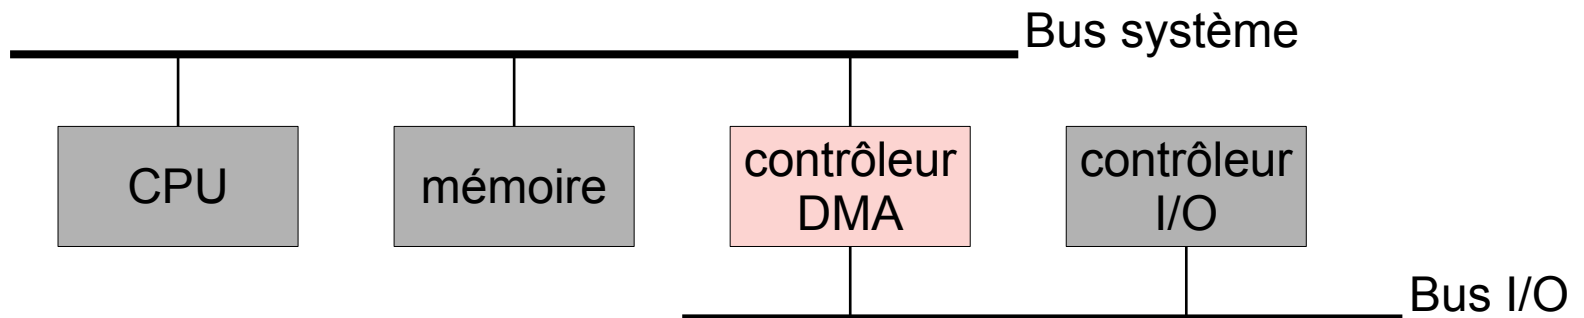 Bus système
CPU
mémoire
contrôleur
DMA
contrôleur
I/O
Bus I/O